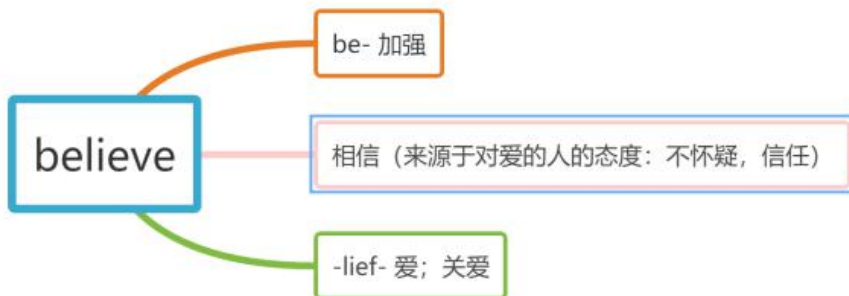 be- 加强
believe
相信（来源于对爱的人的态度：不怀疑，信任）
-lief- 爱；关爱